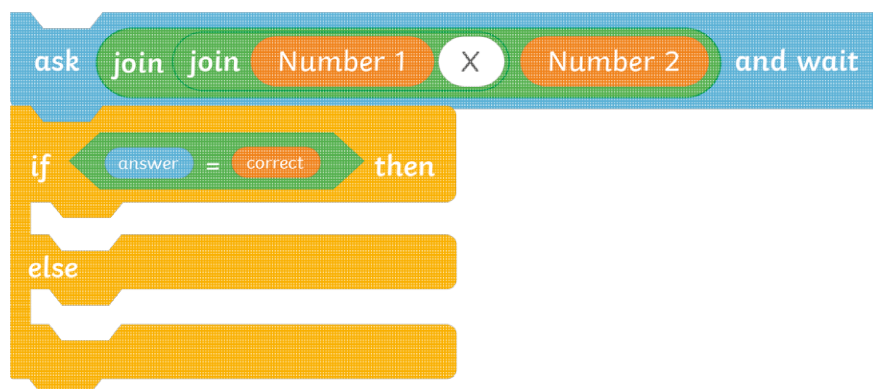 ask join join Number 1 X Number 2 and wait
if answer = correct then
else